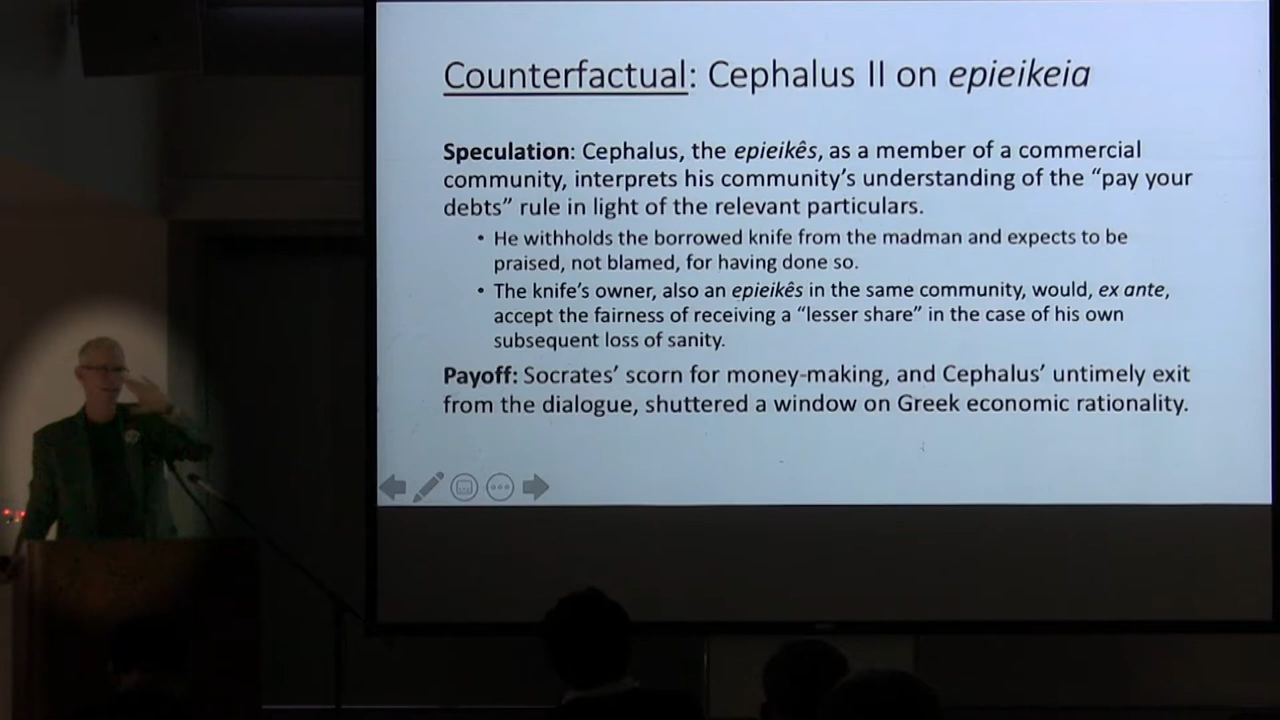 Counterfactual: Cephalus II on epieikeia
Speculation: Cephalus, the epieikês, as a member of a commercial
community, interprets his community's understanding of the “pay your
debts” rule in light of the relevant particulars.
• He withholds the borrowed knife from the madman and expects to be
praised, not blamed, for having done so.
• The knife's owner, also an epieikês in the same community, would, ex ante,
accept the fairness of receiving a “lesser share” in the case of his own
subsequent loss of sanity.
Payoff: Socrates' scorn for money-making, and Cephalus' untimely exit
from the dialogue, shuttered a window on Greek economic rationality.